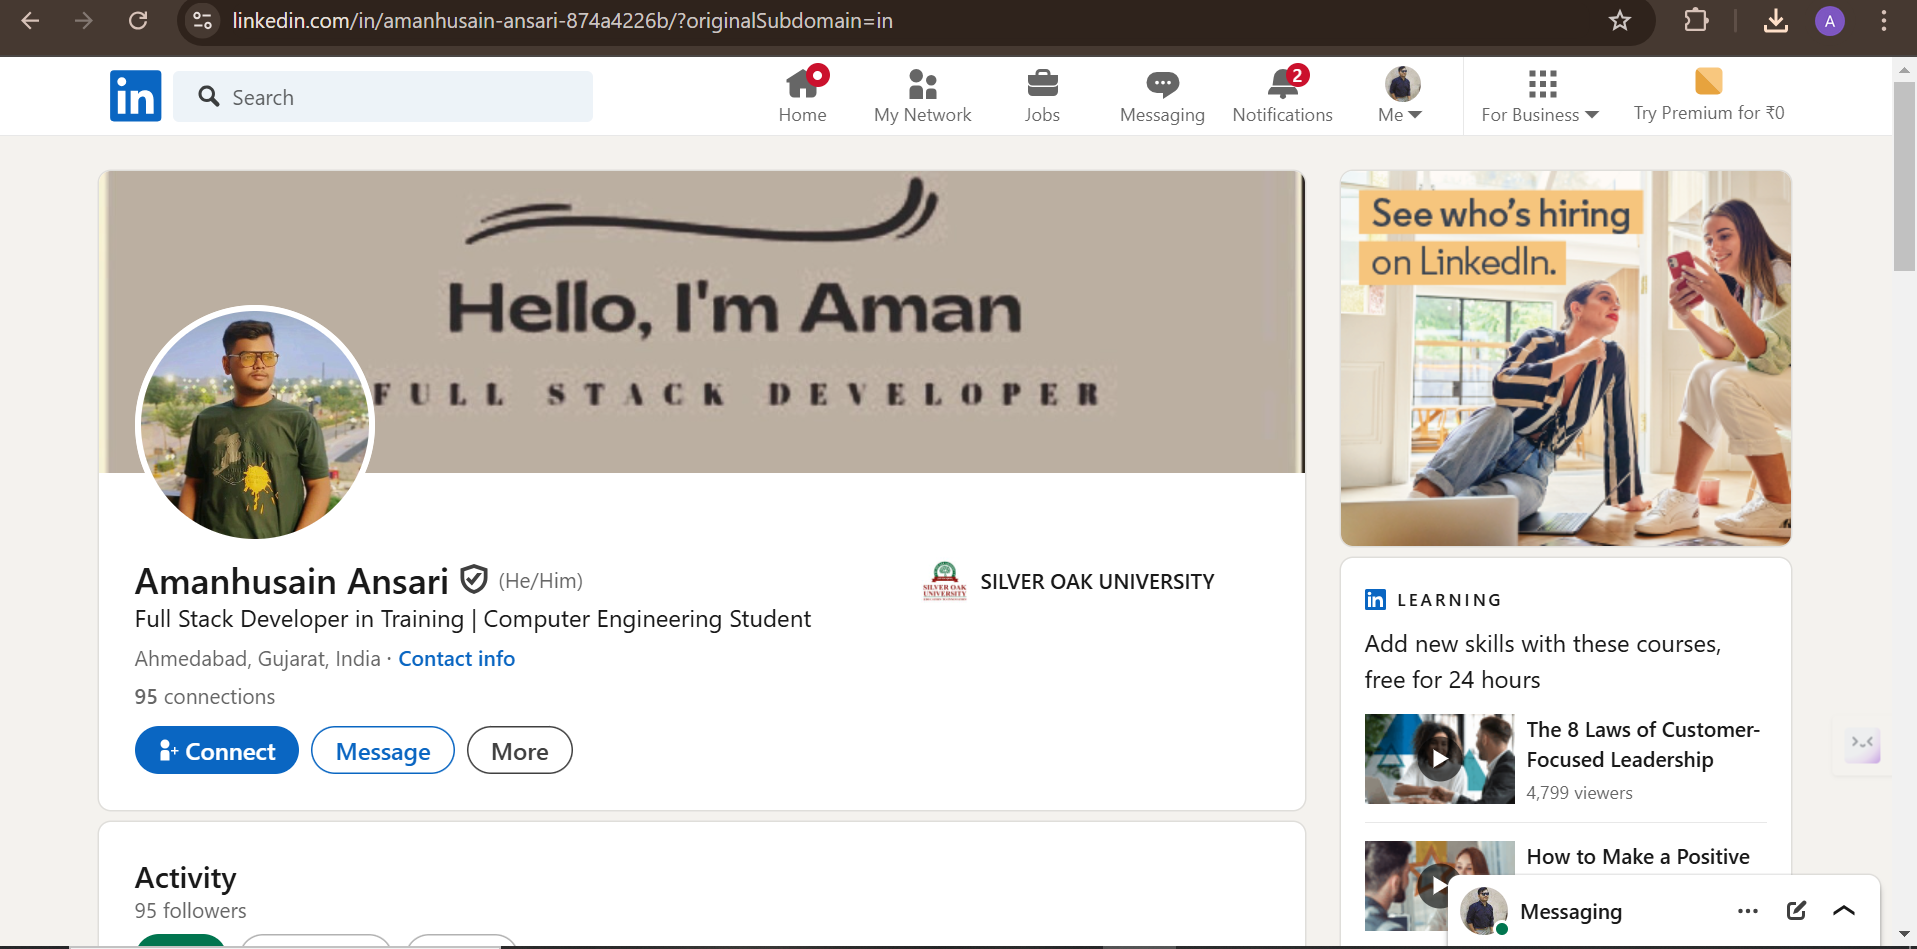 linkedin.com/in/amanhusain-ansari-874a4226b/?originalSubdomain=in
A
in
Search
Home
My Network
Jobs
Messaging
2
Notifications
Me
For Business
Try Premium for ₹0
Hello, I'm Aman
FULL STACK DEVELOPER
See who's hiring
on LinkedIn.
Amanhusain Ansari (He/Him)
SILVER OAK
UNIVERSITY
SILVER OAK UNIVERSITY
Full Stack Developer in Training | Computer Engineering Student
Ahmedabad, Gujarat, India · Contact info
95 connections
Connect
Message
More
in LEARNING
Add new skills with these courses,
free for 24 hours
The 8 Laws of Customer-
Focused Leadership
4,799 viewers
How to Make a Positive
Activity
95 followers
Messaging